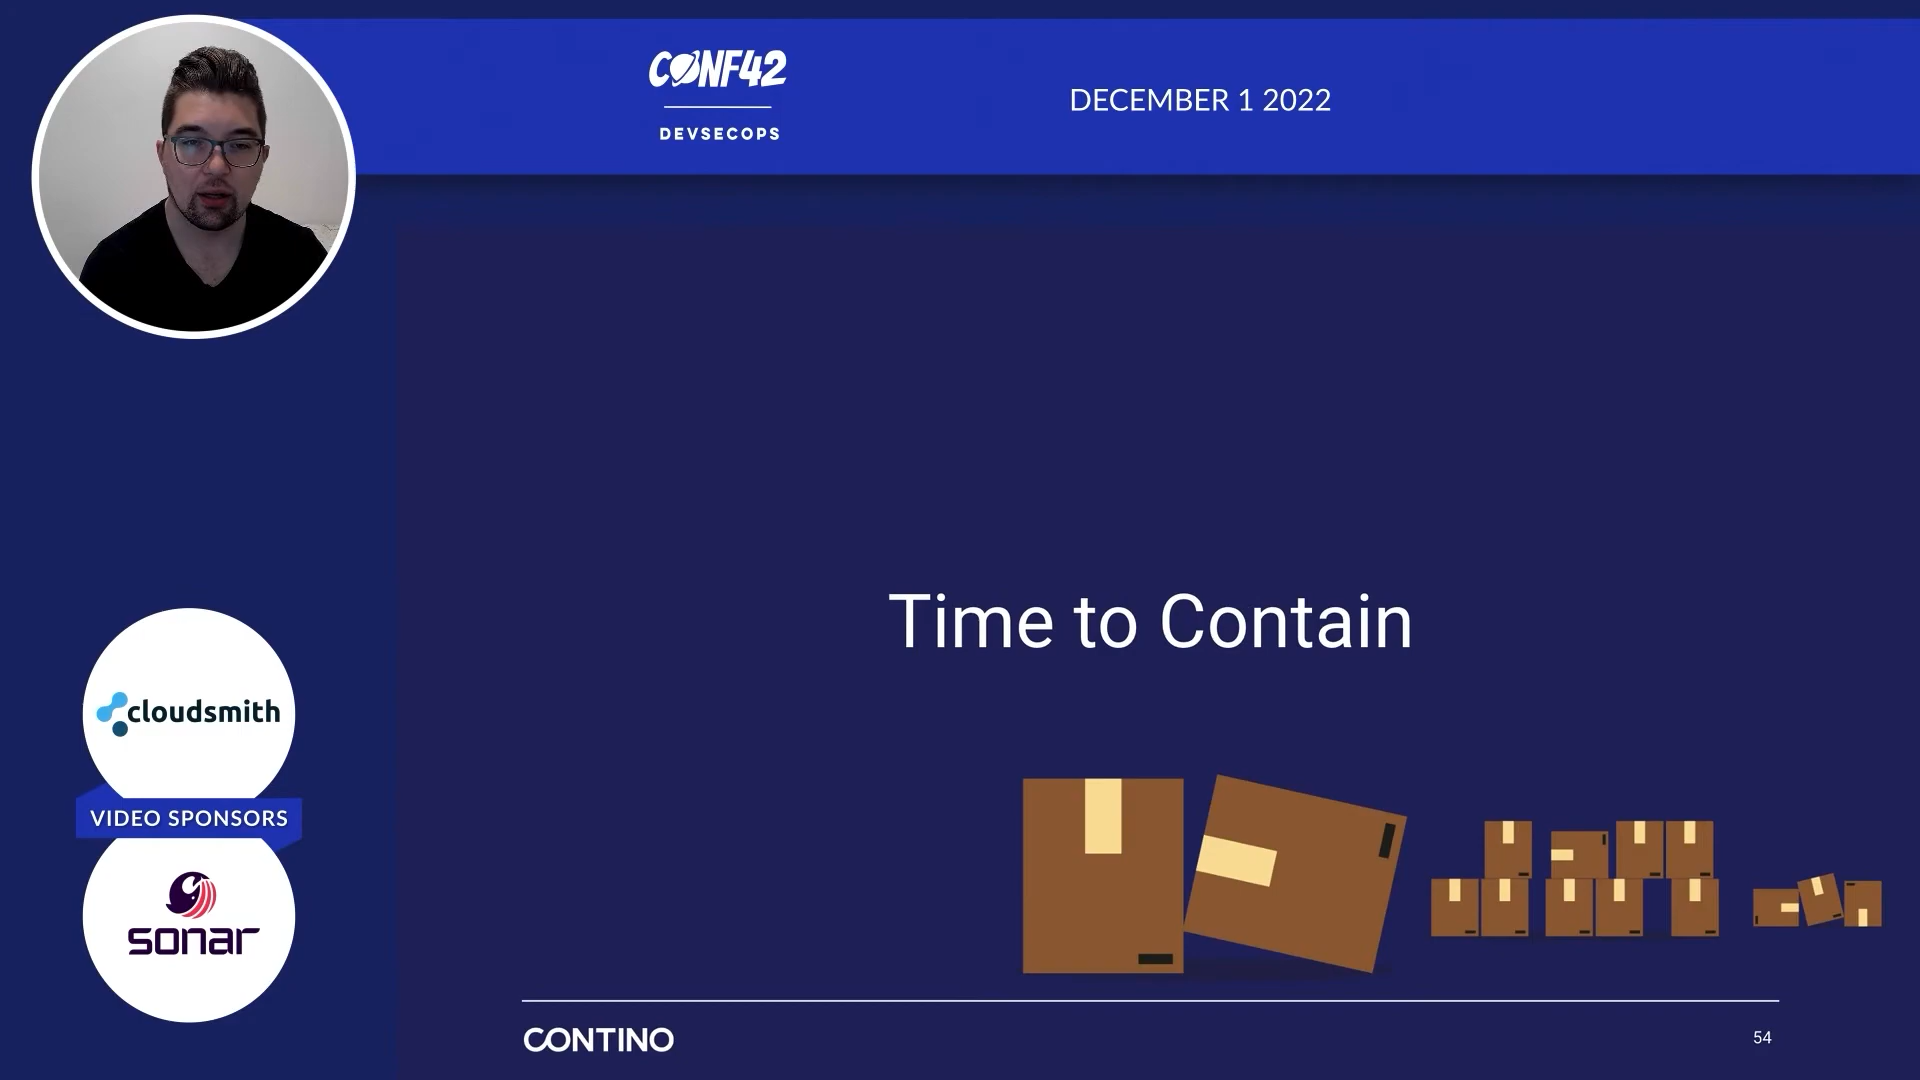 CONF42
DEVSECOPS
DECEMBER 1 2022
Time to Contain
cloudsmith
VIDEO SPONSORS
sonar
CONTINO
54